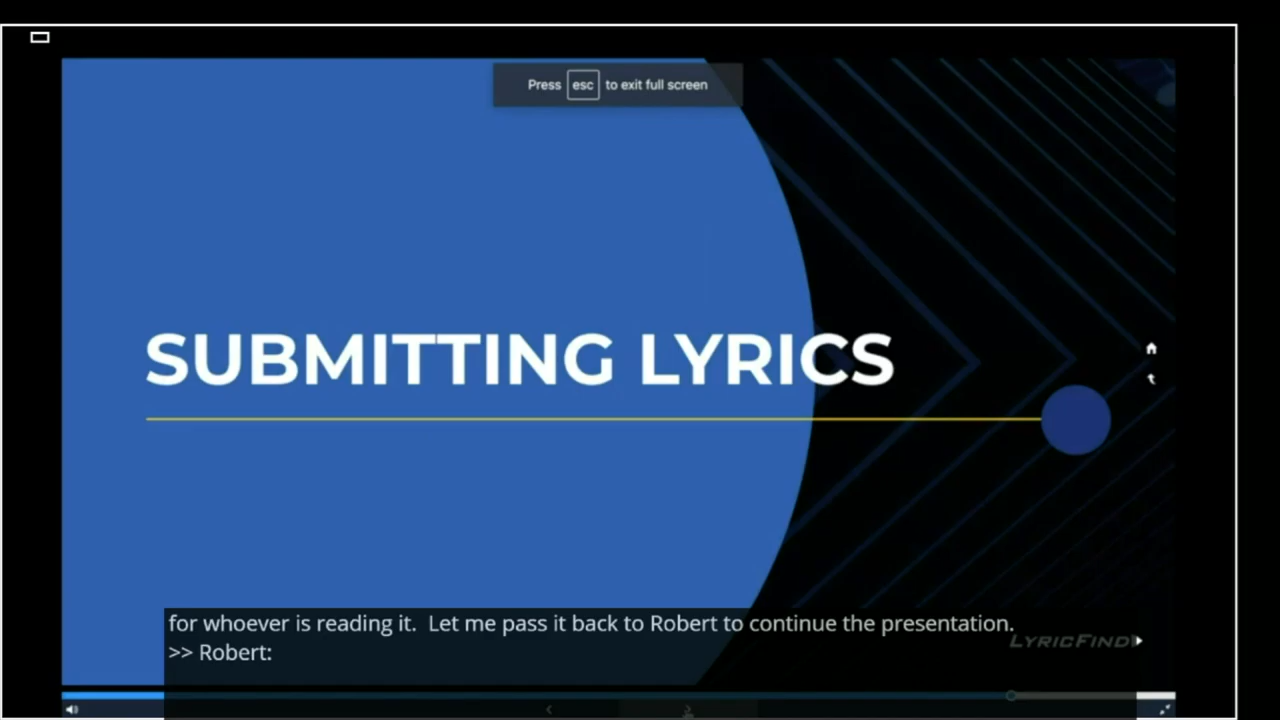 Press esc to exit full screen
SUBMITTING LYRICS
for whoever is reading it.  Let me pass it back to Robert to continue the presentation.
LYRICFIND
>> Robert: